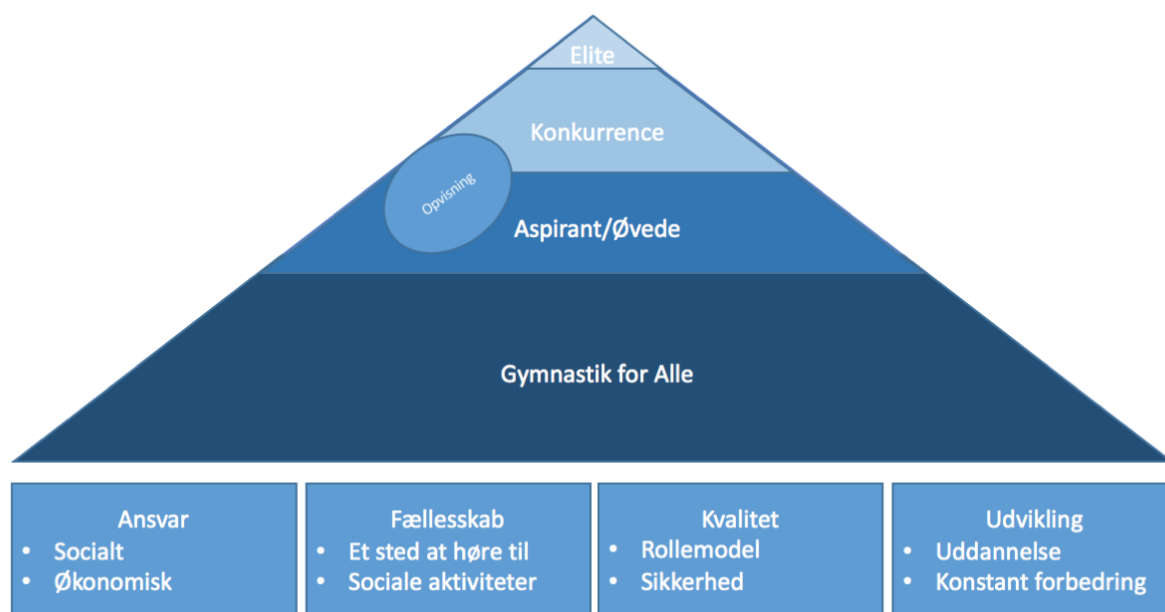 Elite
Konkurrence
Opvisning
Aspirant/Øvede
Gymnastik for Alle
Ansvar
• Socialt
• Økonomisk
Fællesskab
• Et sted at høre til
• Sociale aktiviteter
Kvalitet
• Rollemodel
• Sikkerhed
Udvikling
• Uddannelse
• Konstant forbedring